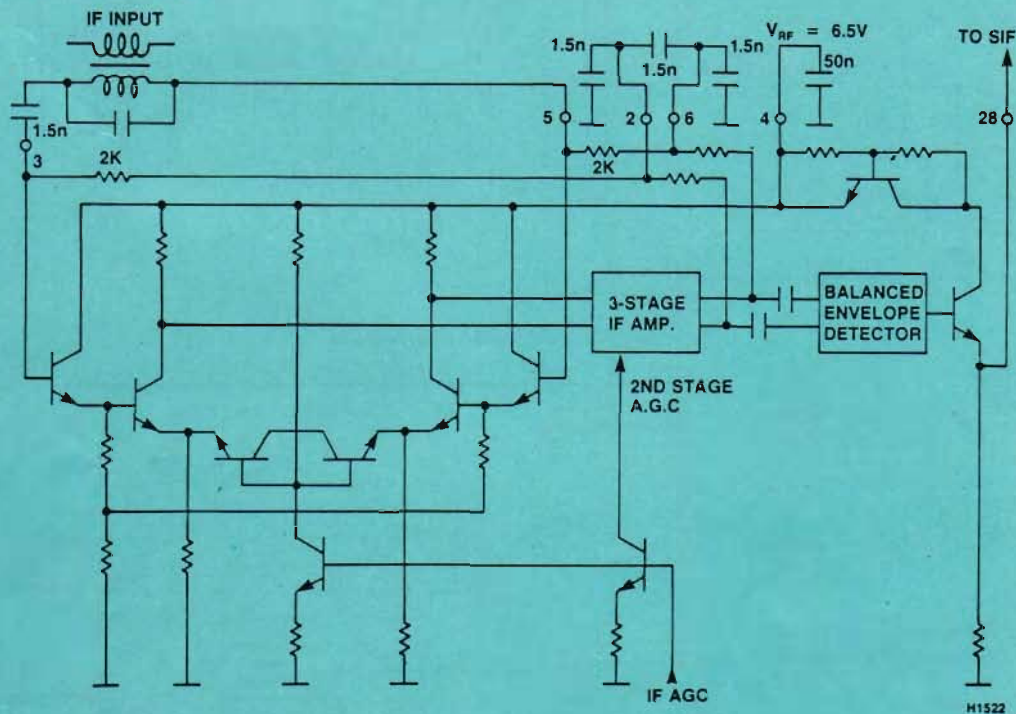 IF INPUT
1.5n
3
2K
1.5n
1.5n
1.5n
5
2
6
2K
V_RF = 6.5V
50n
4
TO SIF
28
3-STAGE
IF AMP.
BALANCED
ENVELOPE
DETECTOR
2ND STAGE
A.G.C
IF AGC
H1522